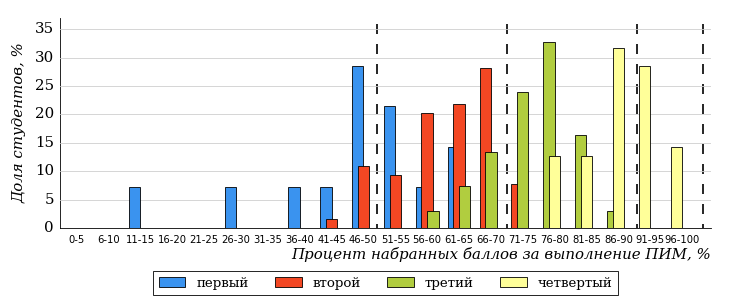 Доля студентов, %
35
30
25
20
15
10
5
0
0-5 6-10 11-15 16-20 21-25 26-30 31-35 36-40 41-45 46-50 51-55 56-60 61-65 66-70 71-75 76-80 81-85 86-90 91-95 96-100
Процент набранных баллов за выполнение ПИМ, %
первый второй третий четвертый